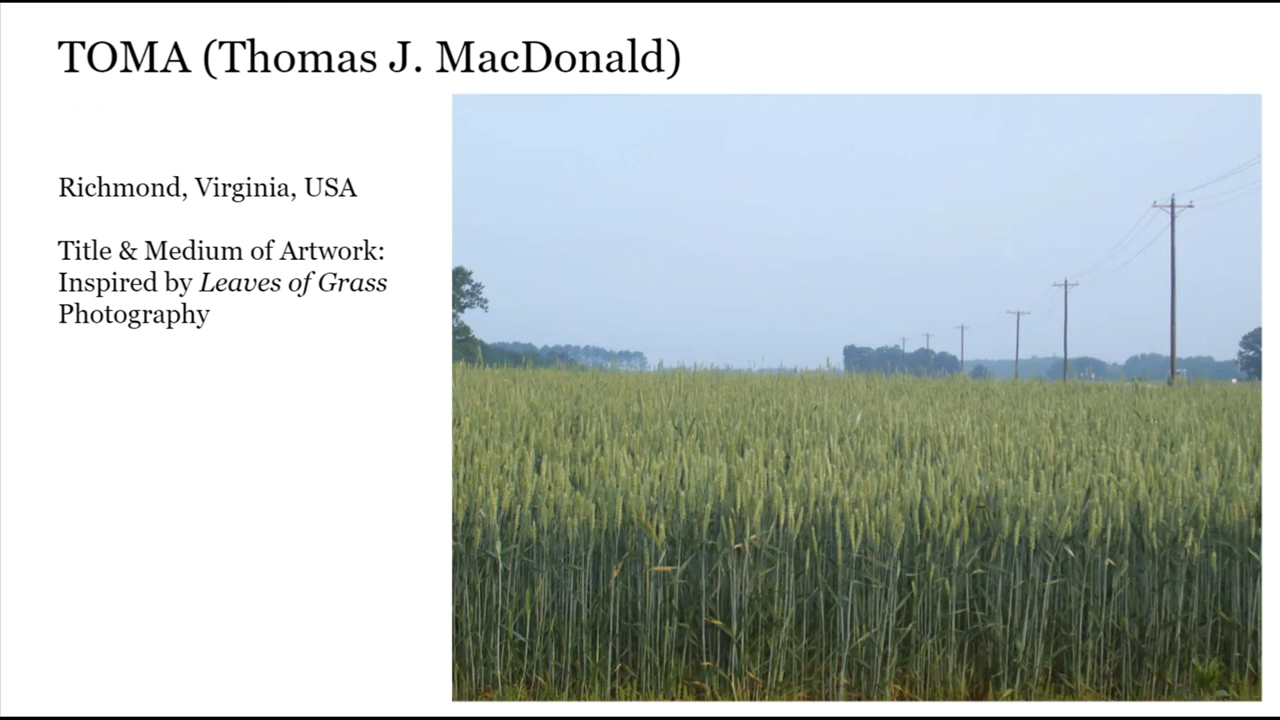 TOMA (Thomas J. MacDonald)
Richmond, Virginia, USA
Title & Medium of Artwork:
Inspired by Leaves of Grass
Photography